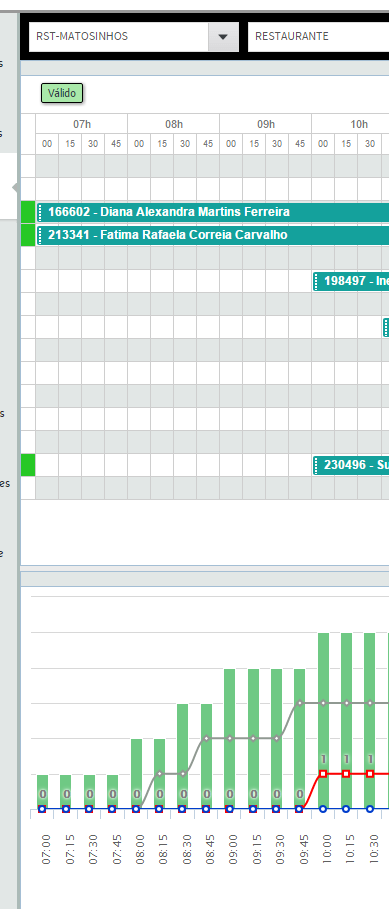 RST-MATOSINHOS RESTAURANTE
Válido
07h 08h 09h 10h
00 15 30 45 00 15 30 45 00 15 30 45 00 15 30
166602 - Diana Alexandra Martins Ferreira
213341 - Fatima Rafaela Correia Carvalho
198497 - Ine
230496 - Su
s
s
s
es
e
1 1 1
0 0 0 0 0 0 0 0 0 0 0 0
07:00 07:15 07:30 07:45 08:00 08:15 08:30 08:45 09:00 09:15 09:30 09:45 10:00 10:15 10:30